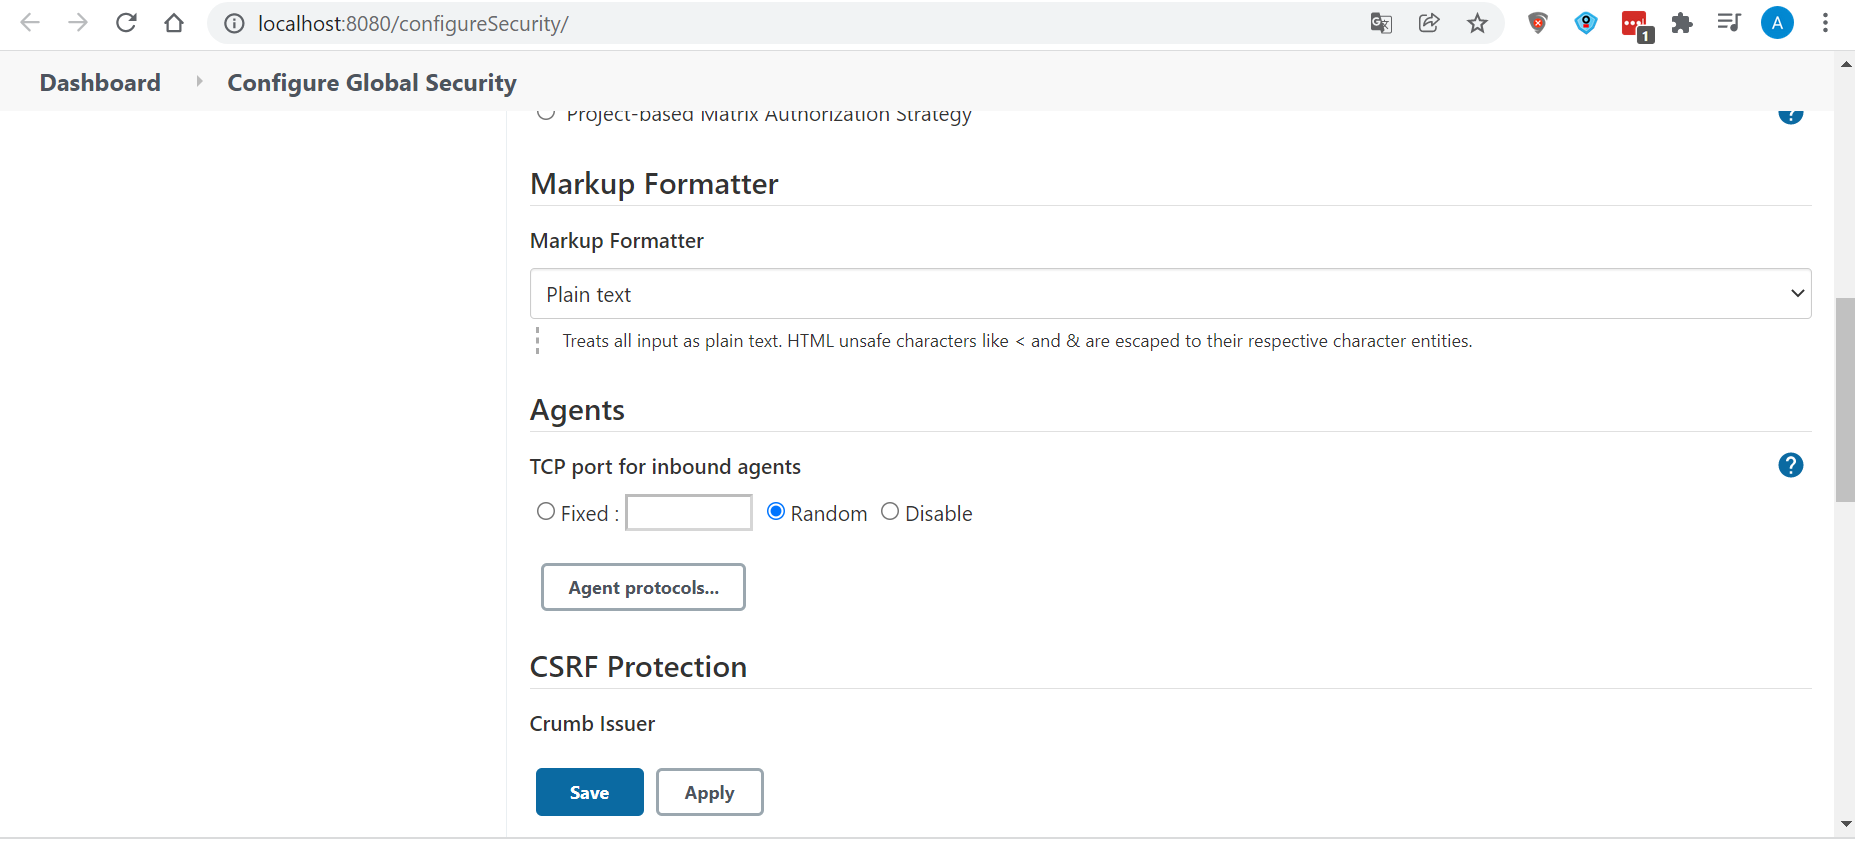 localhost:8080/configureSecurity/
1
A
Dashboard Configure Global Security
Project-based Matrix Authorization Strategy ?
Markup Formatter
Markup Formatter
Plain text
Treats all input as plain text. HTML unsafe characters like < and & are escaped to their respective character entities.
Agents
TCP port for inbound agents ?
Fixed : Random Disable
Agent protocols...
CSRF Protection
Crumb Issuer
Save Apply